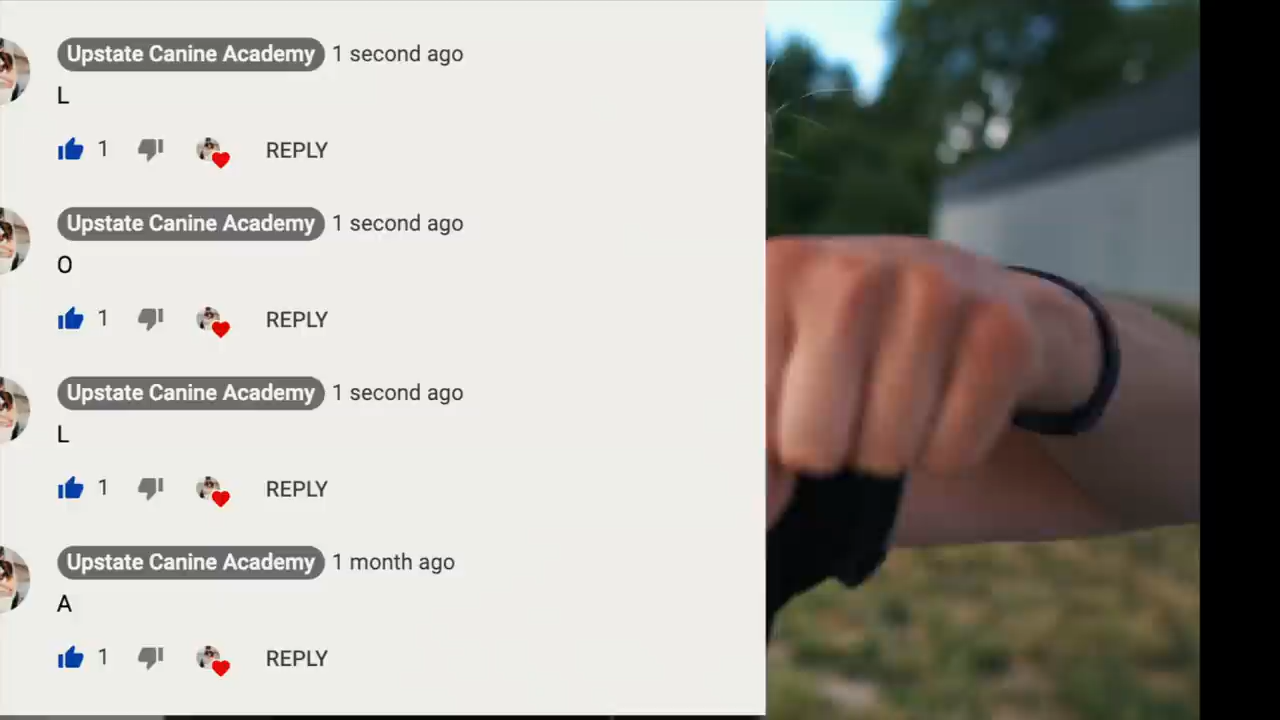 Upstate Canine Academy 1 second ago
L
1 REPLY
Upstate Canine Academy 1 second ago
O
1 REPLY
Upstate Canine Academy 1 second ago
L
1 REPLY
Upstate Canine Academy 1 month ago
A
1 REPLY